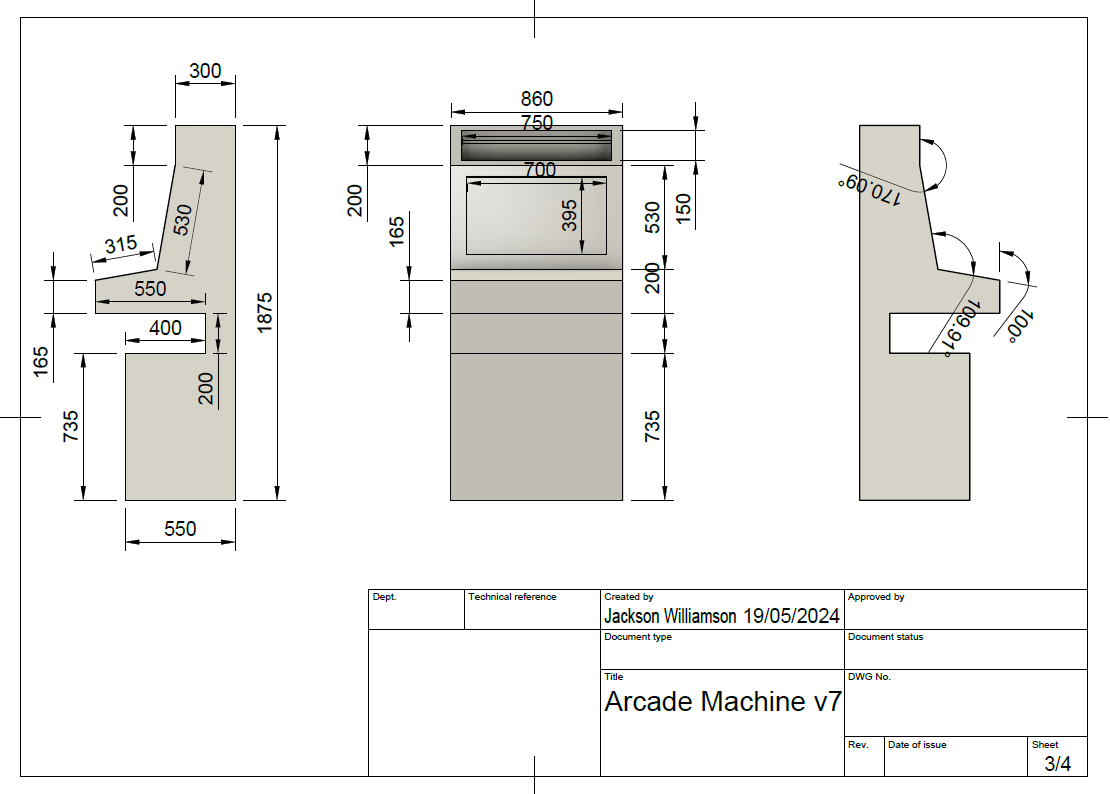 300
200
530
315
550
400
165
200
735
1875
550
860
750
700
200
165
395
530
150
200
735
170.09°
109.91°
100°
Dept.
Technical reference
Created by
Jackson Williamson 19/05/2024
Approved by
Document type
Document status
Title
Arcade Machine v7
DWG No.
Rev.
Date of issue
Sheet
3/4